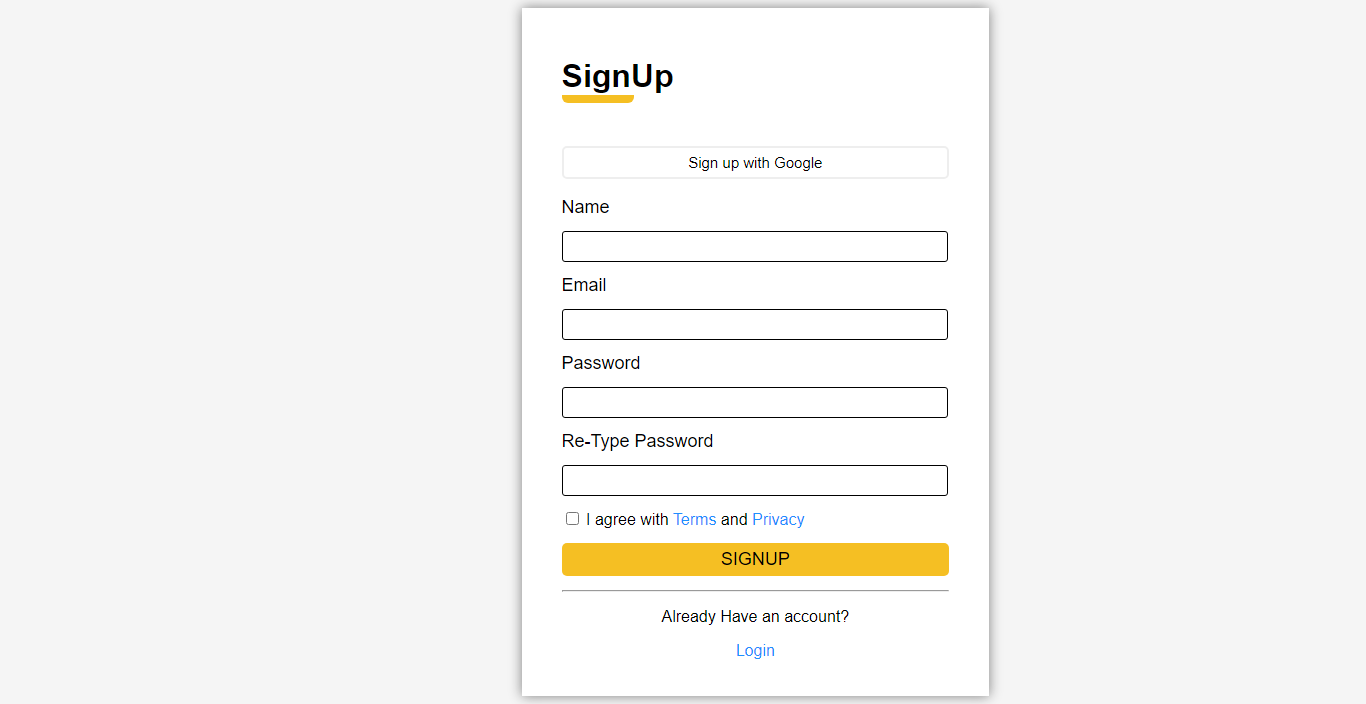 SignUp
Sign up with Google
Name
Email
Password
Re-Type Password
I agree with Terms and Privacy
SIGNUP
Already Have an account?
Login